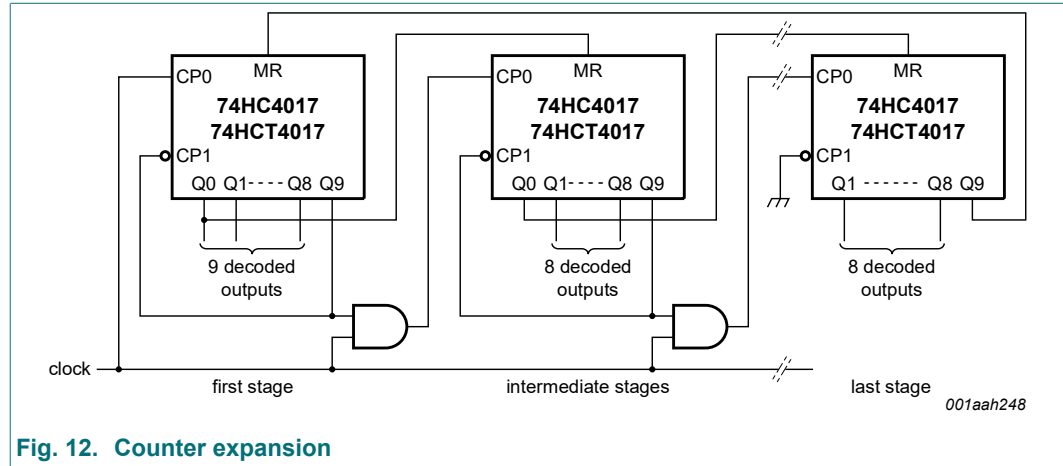 CP0 MR
74HC4017
74HCT4017
CP1
Q0 Q1---- Q8 Q9
9 decoded
outputs
CP0 MR
74HC4017
74HCT4017
CP1
Q0 Q1---- Q8 Q9
8 decoded
outputs
CP0 MR
74HC4017
74HCT4017
CP1
Q1 ------ Q8 Q9
8 decoded
outputs
clock
first stage
intermediate stages
last stage
001aah248
Fig. 12. Counter expansion